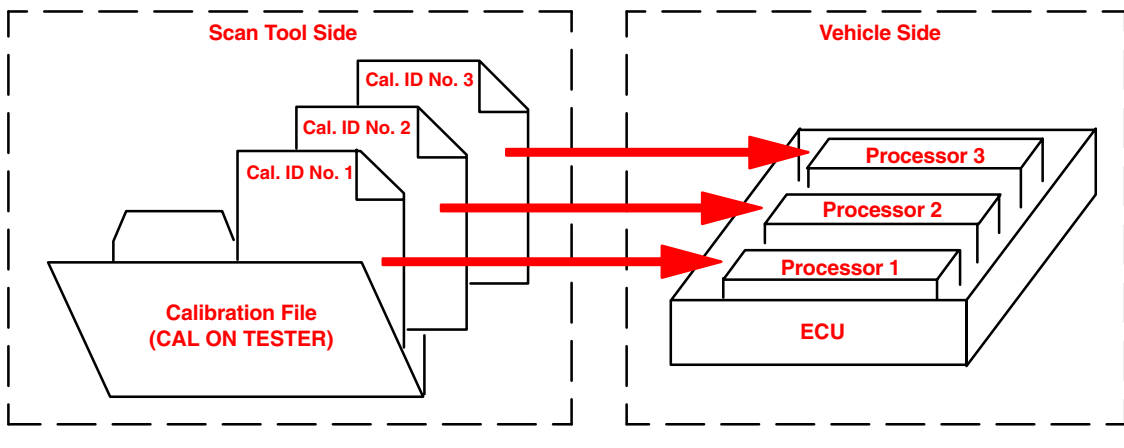 Scan Tool Side
Cal. ID No. 3
Cal. ID No. 2
Cal. ID No. 1
Calibration File
(CAL ON TESTER)
Vehicle Side
Processor 3
Processor 2
Processor 1
ECU